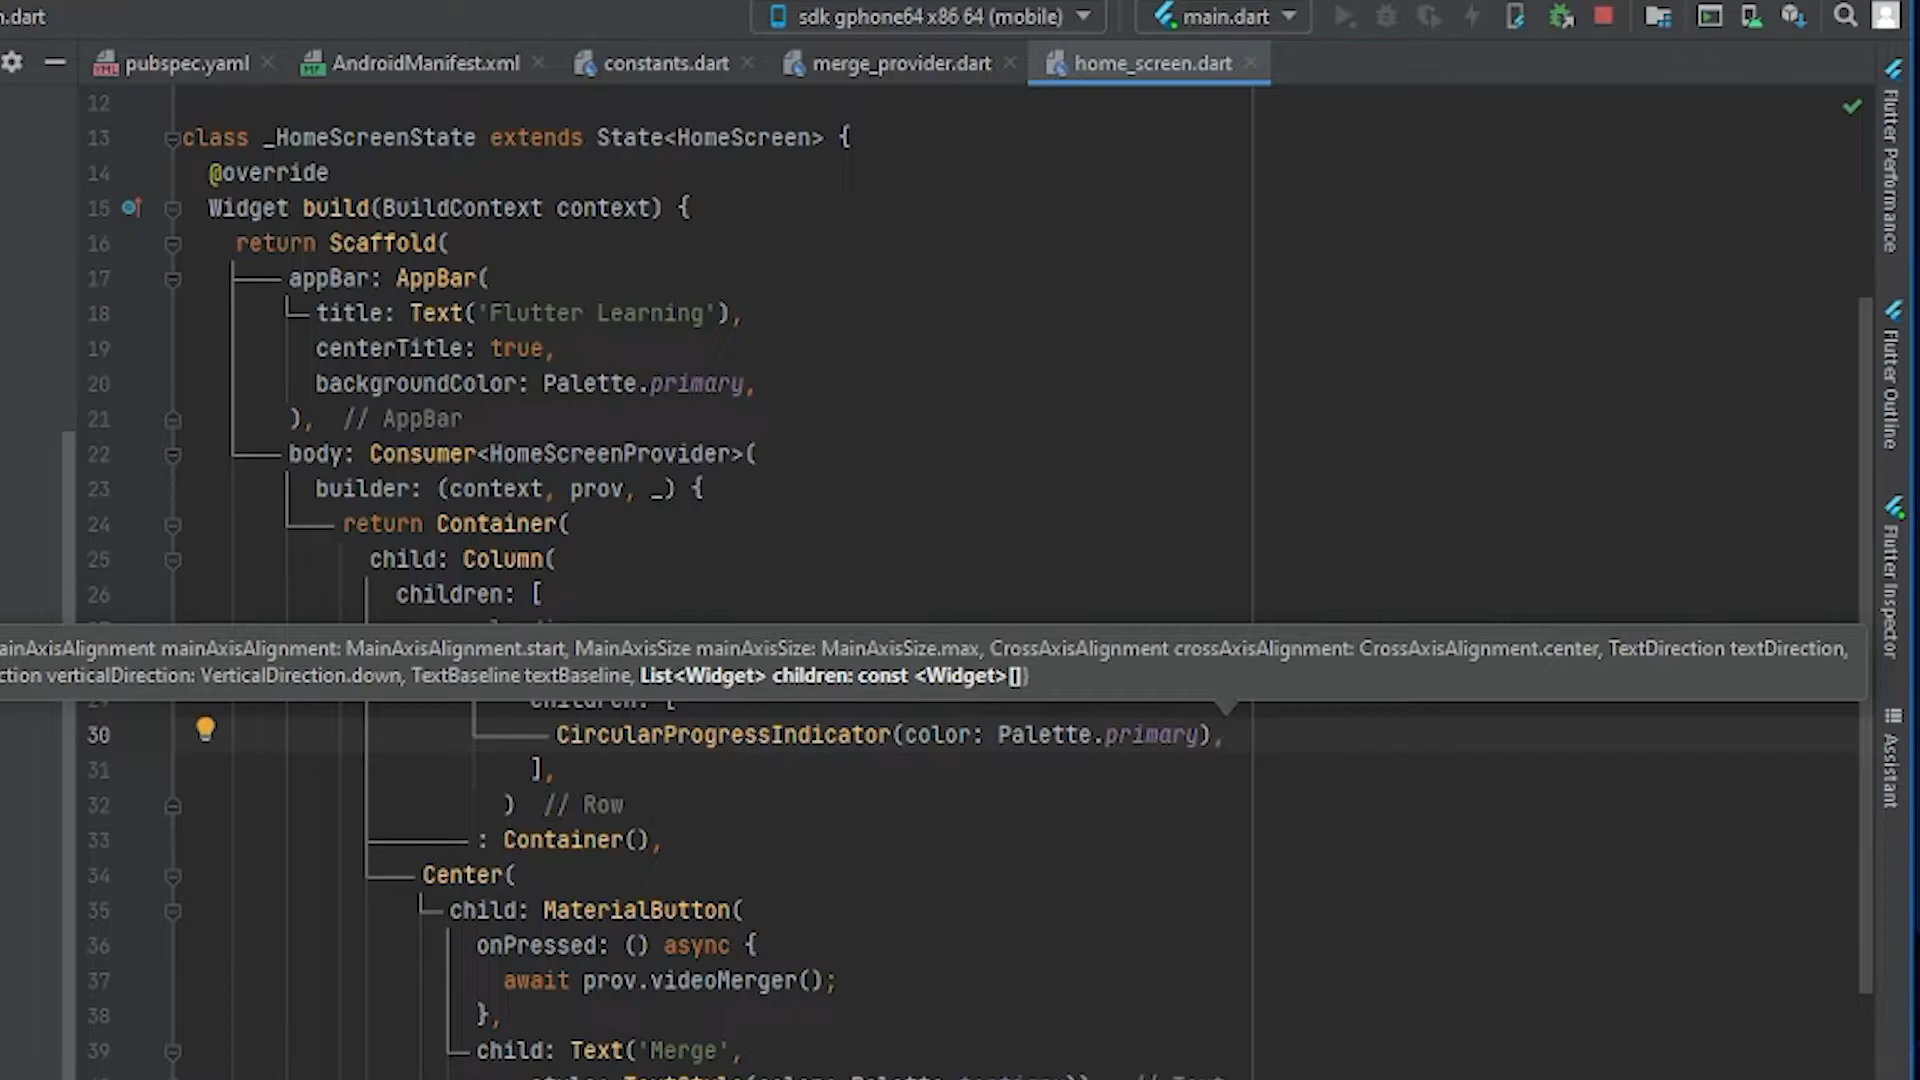 n.dart
sdk gphone64 x86 64 (mobile)
main.dart
pubspec.yaml
AndroidManifest.xml
constants.dart
merge_provider.dart
home_screen.dart
12
13 class _HomeScreenState extends State<HomeScreen> {
14 @override
15 Widget build(BuildContext context) {
16 return Scaffold(
17 appBar: AppBar(
18 title: Text('Flutter Learning'),
19 centerTitle: true,
20 backgroundColor: Palette.primary,
21 ), // AppBar
22 body: Consumer<HomeScreenProvider>(
23 builder: (context, prov, _) {
24 return Container(
25 child: Column(
26 children: [
ainAxisAlignment mainAxisAlignment: MainAxisAlignment.start, MainAxisSize mainAxisSize: MainAxisSize.max, CrossAxisAlignment crossAxisAlignment: CrossAxisAlignment.center, TextDirection textDirection,
ction verticalDirection: VerticalDirection.down, TextBaseline textBaseline, List<Widget> children: const <Widget>[]}
29 children: [
30 CircularProgressIndicator(color: Palette.primary),
31 ],
32 ) // Row
33 : Container(),
34 Center(
35 child: MaterialButton(
36 onPressed: () async {
37 await prov.videoMerger();
38 },
39 child: Text('Merge',
Flutter Performance
Flutter Outline
Flutter Inspector
Assistant